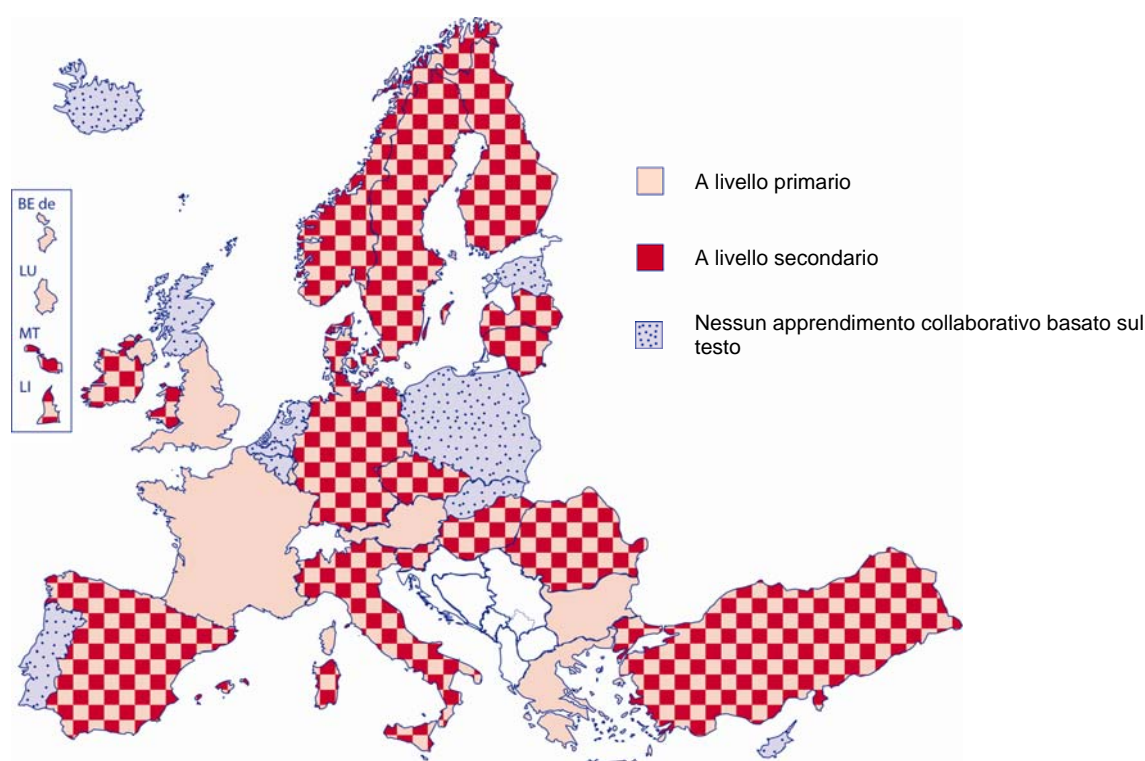 BE de
LU
MT
LI
A livello primario
A livello secondario
Nessun apprendimento collaborativo basato sul
testo